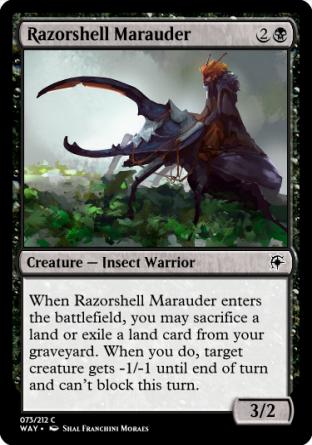 Razorshell Marauder 2
Creature — Insect Warrior
When Razorshell Marauder enters
the battlefield, you may sacrifice a
land or exile a land card from your
graveyard. When you do, target
creature gets -1/-1 until end of turn
and can't block this turn.
3/2
073/212 C
WAY • Shal Franchini Moraes